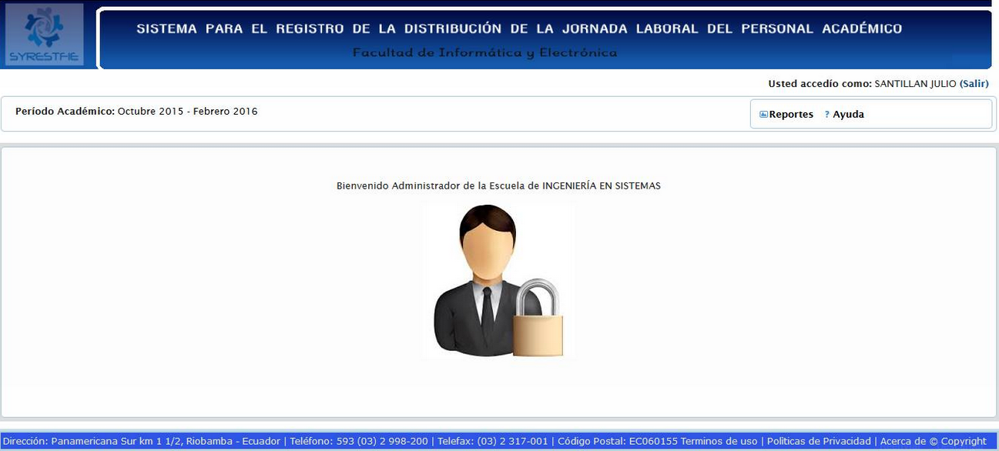 SYRESTFIE
SISTEMA PARA EL REGISTRO DE LA DISTRIBUCIÓN DE LA JORNADA LABORAL DEL PERSONAL ACADÉMICO
Facultad de Informática y Electrónica
Usted accedío como: SANTILLAN JULIO (Salir)
Período Académico: Octubre 2015 - Febrero 2016
Reportes ? Ayuda
Bienvenido Administrador de la Escuela de INGENIERÍA EN SISTEMAS
Dirección: Panamericana Sur km 1 1/2, Riobamba - Ecuador | Teléfono: 593 (03) 2 998-200 | Telefax: (03) 2 317-001 | Código Postal: EC060155 Terminos de uso | Políticas de Privacidad | Acerca de © Copyright